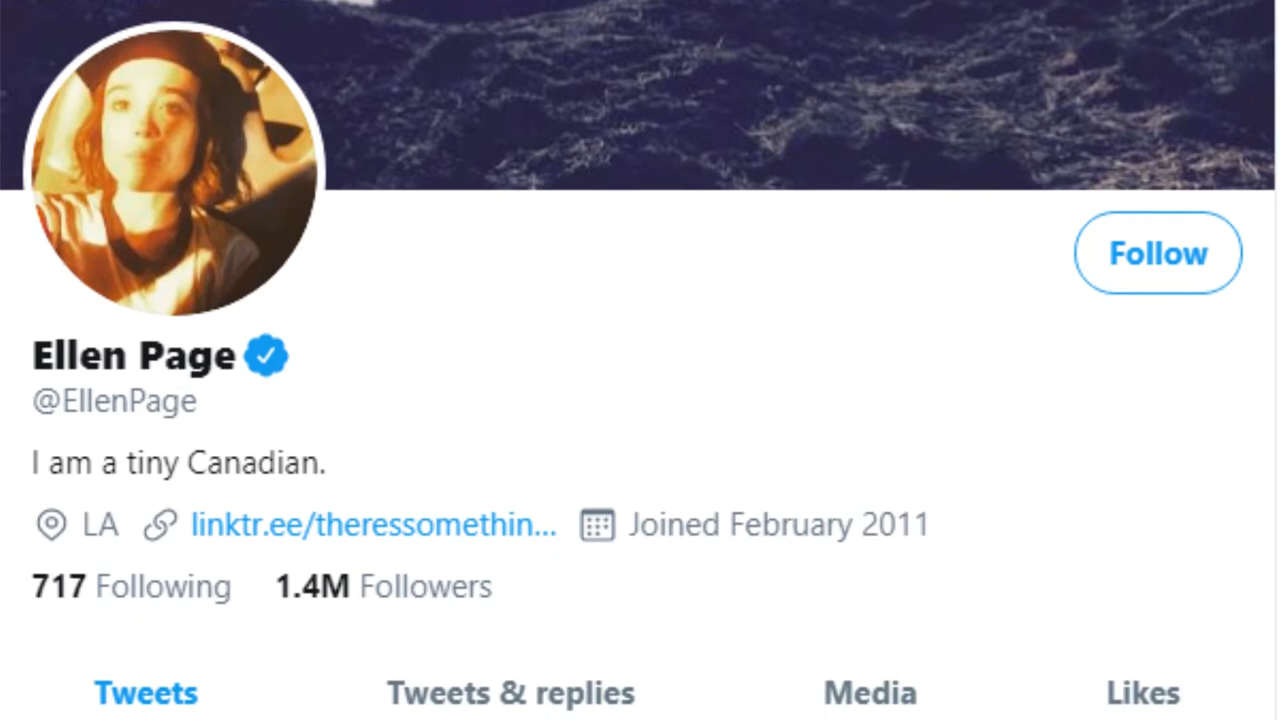 Follow
Ellen Page
@EllenPage
I am a tiny Canadian.
LA linktr.ee/theressomethin... Joined February 2011
717 Following 1.4M Followers
Tweets Tweets & replies Media Likes